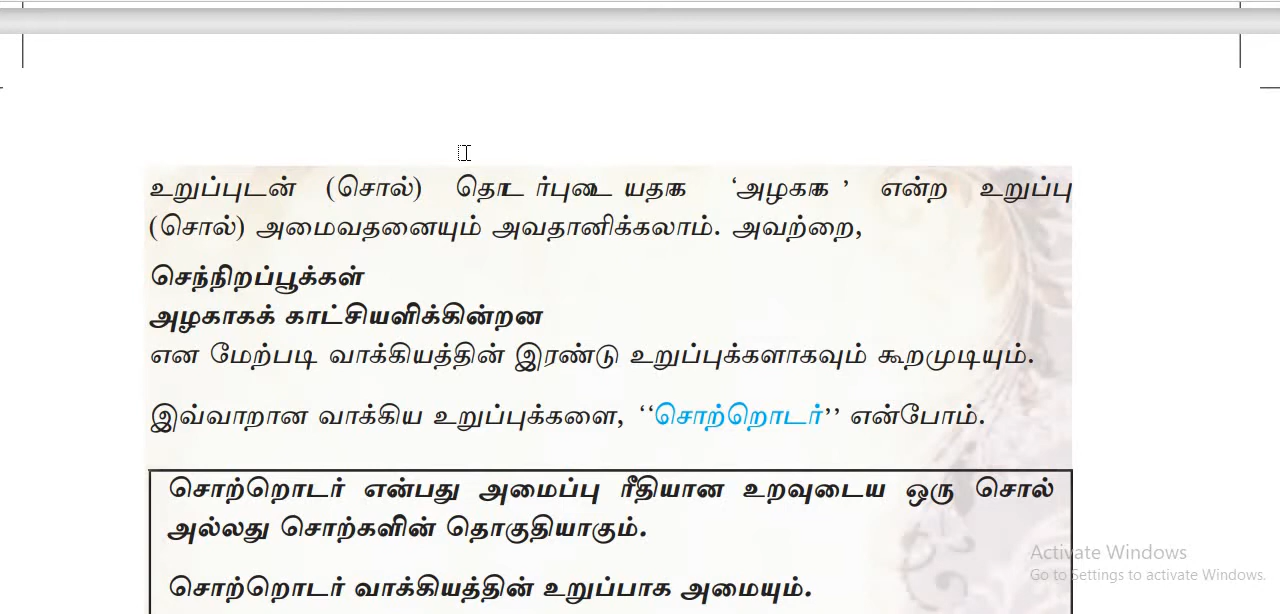 உறுப்புடன் (சொல்) தொடர்புடையதாக ‘அழகாக’ என்ற உறுப்பு
(சொல்) அமைவதனையும் அவதானிக்கலாம். அவற்றை,
செந்நிறப்பூக்கள்
அழகாகக் காட்சியளிக்கின்றன
என மேற்படி வாக்கியத்தின் இரண்டு உறுப்புக்களாகவும் கூறமுடியும்.
இவ்வாறான வாக்கிய உறுப்புக்களை, ‘‘சொற்றொடர்’’ என்போம்.
சொற்றொடர் என்பது அமைப்பு ரீதியான உறவுடைய ஒரு சொல்
அல்லது சொற்களின் தொகுதியாகும்.
Activate Windows
Go to Settings to activate Windows.
சொற்றொடர் வாக்கியத்தின் உறுப்பாக அமையும்.